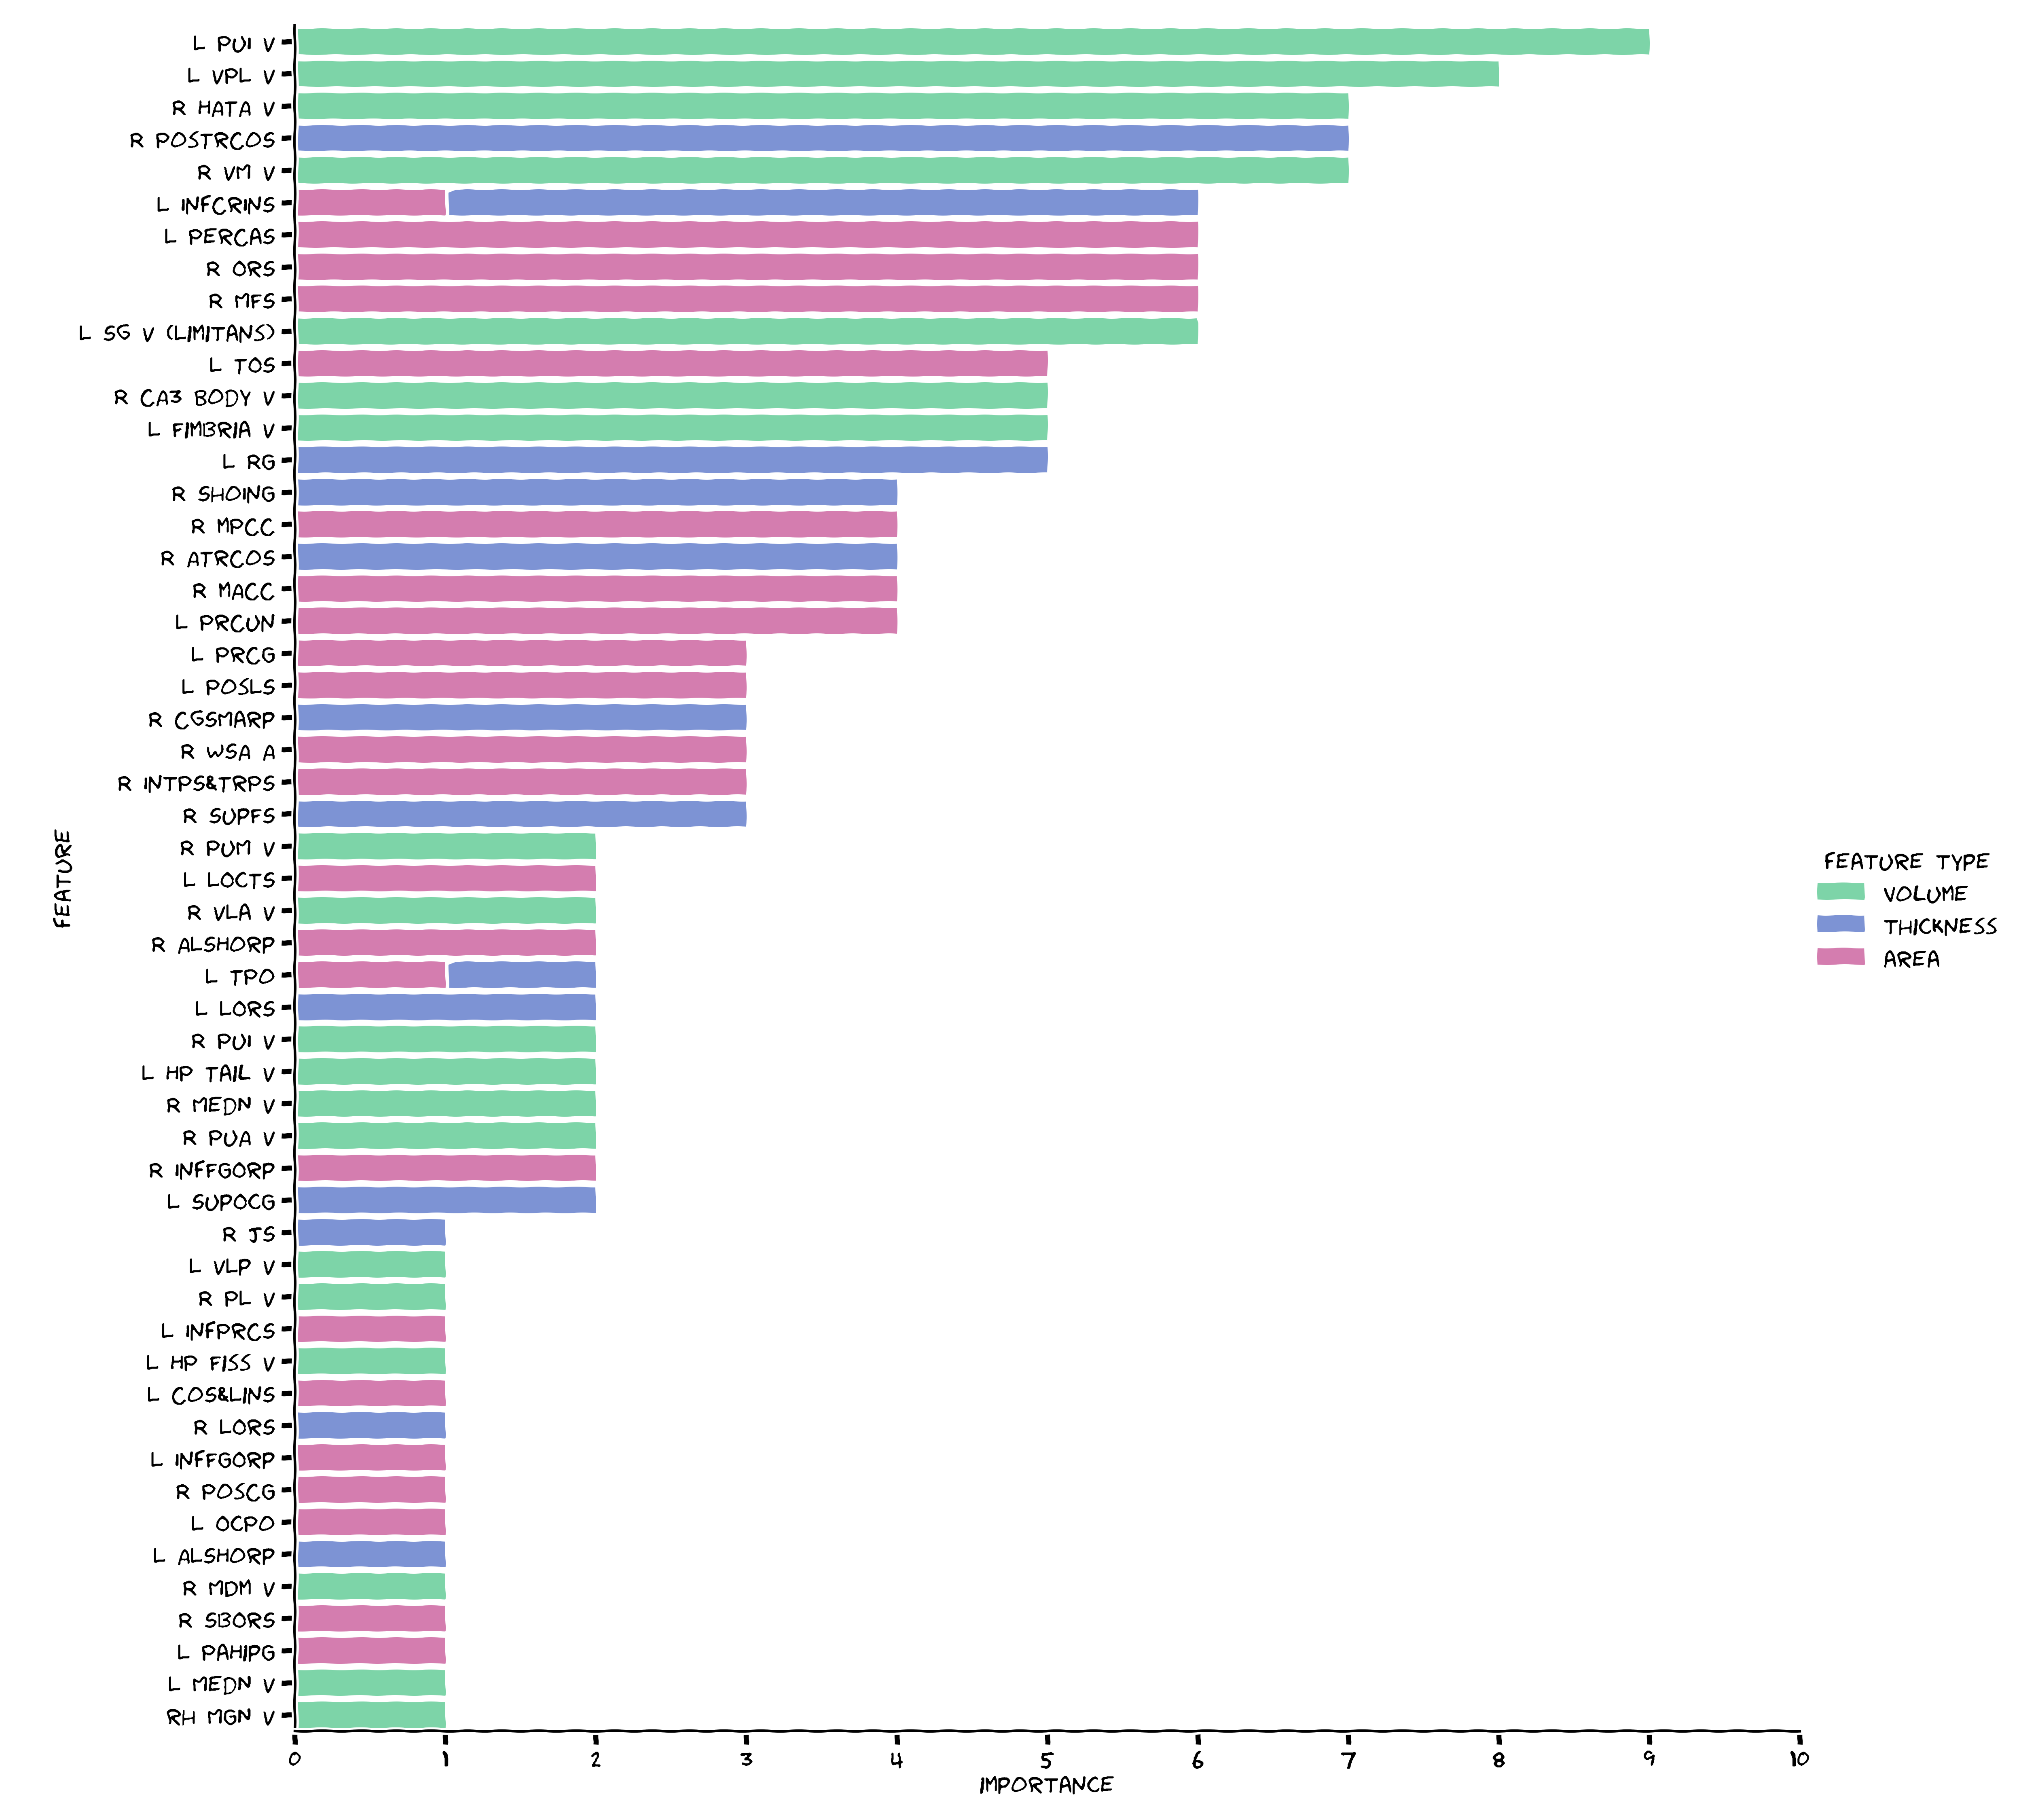 L PUI V
L VPL V
R HATA V
R POSTRCOS
R VM V
L INFCRINS
L PERCAS
R ORS
R MFS
L SG V (LIMITANS)
L TOS
R CA3 BODY V
L FIMBRIA V
L RG
R SHOING
R MPCC
R ATRCOS
R MACC
L PRCUN
L PRCG
L POSLS
R CGSMARP
R WSA A
R INTPS&TRPS
R SUPFS
R PUM V
L LOCTS
R VLA V
R ALSHORP
L TPO
L LORS
R PUI V
L HP TAIL V
R MEDN V
R PUA V
R INFFGORP
L SUPOCG
R JS
L VLP V
R PL V
L INFPRCS
L HP FISS V
L COS&LINS
R LORS
L INFFGORP
R POSCG
L OCPO
L ALSHORP
R MDM V
R SBORS
L PAHIPG
L MEDN V
RH MGN V
FEATURE
0 1 2 3 4 5 6 7 8 9 10
IMPORTANCE
FEATURE TYPE
VOLUME
THICKNESS
AREA